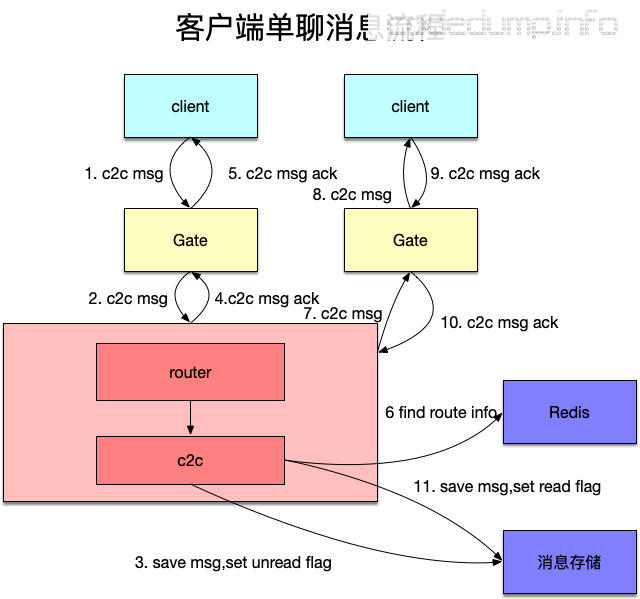 客户端单聊消息流程
client
client
1. c2c msg
5. c2c msg ack
8. c2c msg
9. c2c msg ack
Gate
Gate
2. c2c msg
4.c2c msg ack
7. c2c msg
10. c2c msg ack
router
6 find route info
Redis
c2c
11. save msg,set read flag
3. save msg,set unread flag
消息存储